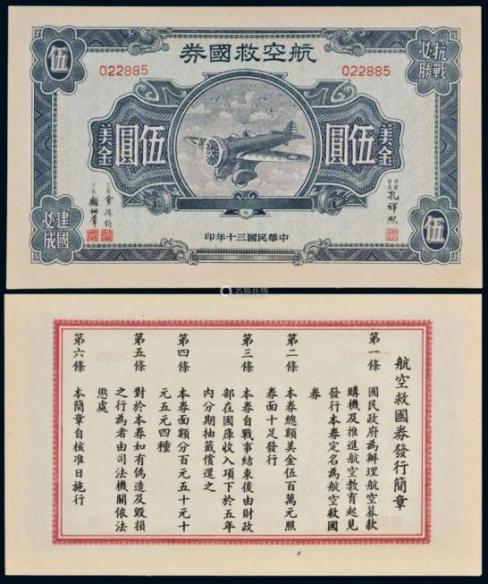 券國救空航
022885
022885
抗戰
必勝
伍
美金
伍圓
伍圓
美金
孔祥熙
建國
必成
伍
印年十三國民華中
航空救國券發行簡章
第一條
國民政府為辦理航空募款
購機及推進航空教育起見
發行本券定名為航空救國
券
第二條
本券總額美金伍百萬元照
券面十足發行
第三條
本券自戰事結束後由財政
部在國庫收入項下於五年
內分期抽籤償還之
第四條
本券面額分百元五十元十
元五元四種
第五條
對於本券如有偽造及毀損
之行為者由司法機關依法
懲處
第六條
本簡章自核准日施行